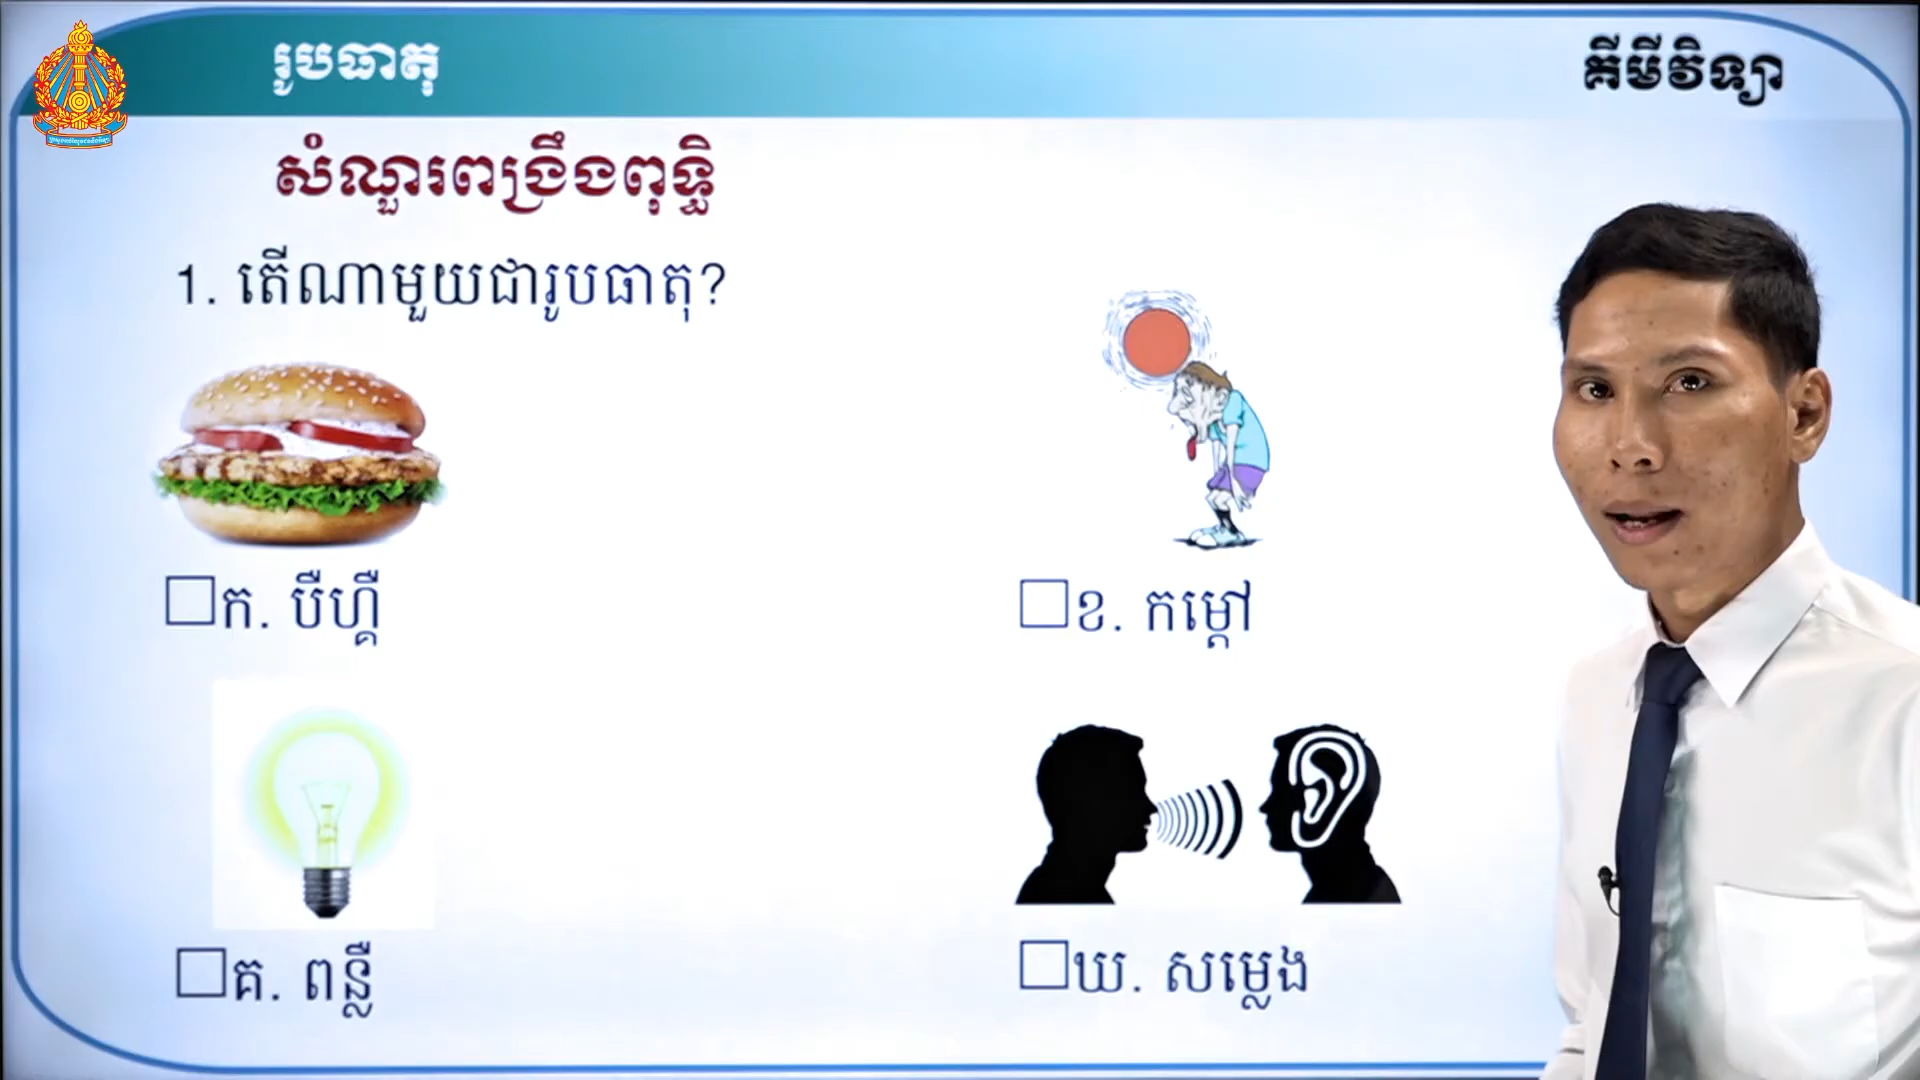 រូបធាតុ
គីមីវិទ្យា
សំណួរពង្រឹងពុទ្ធិ
1. តើណាមួយជារូបធាតុ?
ក. បឺហ្គឺ
ខ. កម្តៅ
គ. ពន្លឺ
ឃ. សម្លេង